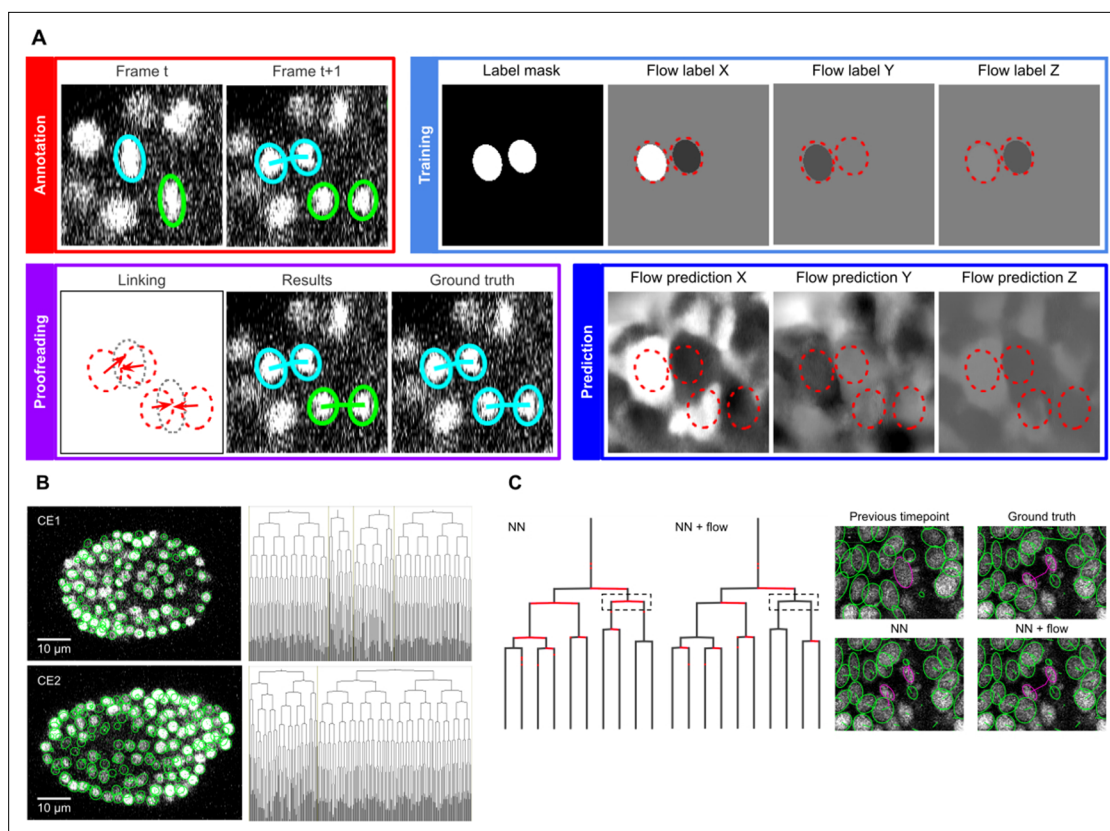 A
Annotation
Frame t
Frame t+1
Training
Label mask
Flow label X
Flow label Y
Flow label Z
Proofreading
Linking
Results
Ground truth
Prediction
Flow prediction X
Flow prediction Y
Flow prediction Z
B
CE1
10 µm
CE2
10 µm
C
NN
NN + flow
Previous timepoint
Ground truth
NN
NN + flow